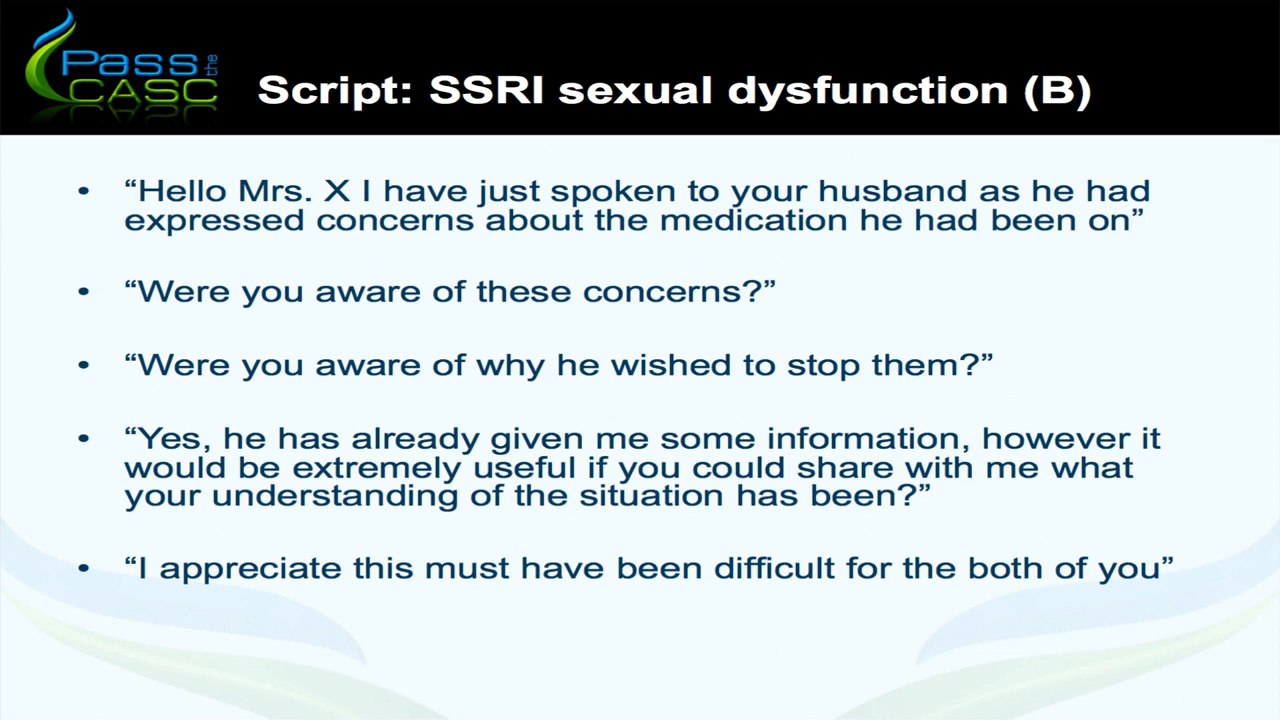 Pass the
CASC
Script: SSRI sexual dysfunction (B)
• “Hello Mrs. X I have just spoken to your husband as he had
expressed concerns about the medication he had been on”
• “Were you aware of these concerns?”
• “Were you aware of why he wished to stop them?”
• “Yes, he has already given me some information, however it
would be extremely useful if you could share with me what
your understanding of the situation has been?”
• “I appreciate this must have been difficult for the both of you”